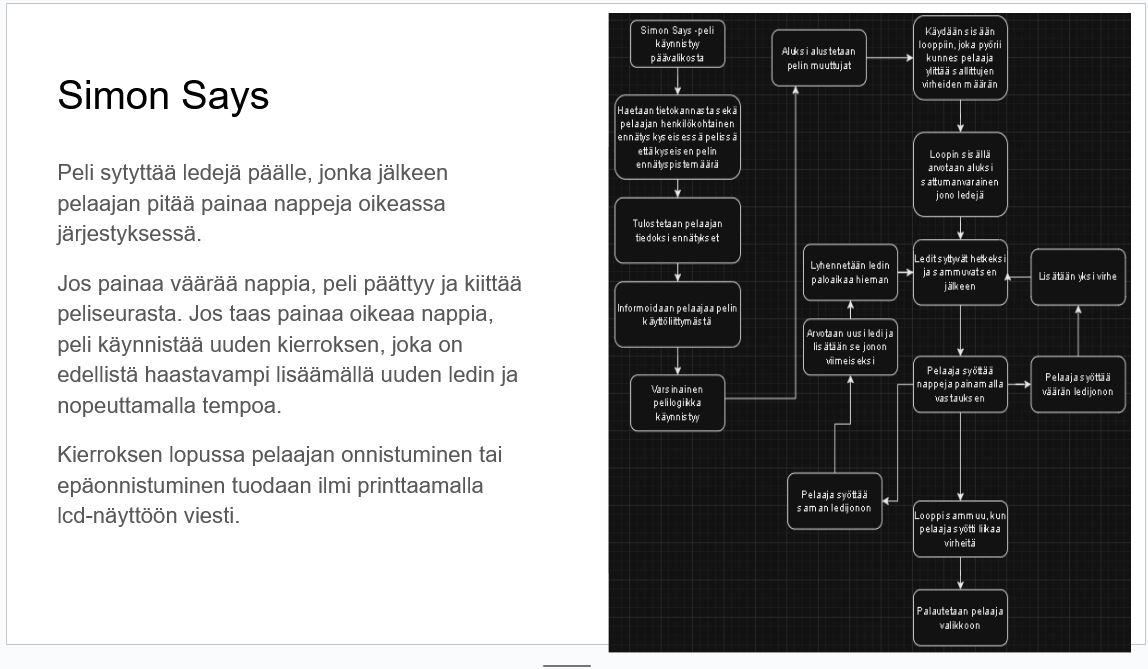 Simon Says
Peli sytyttää ledejä päälle, jonka jälkeen
pelaajan pitää painaa nappeja oikeassa
järjestyksessä.
Jos painaa väärää nappia, peli päättyy ja kiittää
peliseurasta. Jos taas painaa oikeaa nappia,
peli käynnistää uuden kierroksen, joka on
edellistä haastavampi lisäämällä uuden ledin ja
nopeuttamalla tempoa.
Kierroksen lopussa pelaajan onnistuminen tai
epäonnistuminen tuodaan ilmi printtaamalla
lcd-näyttöön viesti.
Simon Says -peli
käynnistyy
päävalikosta
Haetaan tietokannasta sekä
pelaajan henkilökohtainen
ennätys kyseisessä pelissä
että kyseisen pelin
ennätyspistemäärä
Tulostetaan pelaajan
tiedoksi ennätykset
Informoidaan pelaajaa pelin
käyttöliittymästä
Varsinainen
pelilogiikka
käynnistyy
Aluksi alustetaan
pelin muuttujat
Käydään sisään
looppiin, joka pyörii
kunnes pelaaja
ylittää sallittujen
virheiden määrän
Loopin sisällä
arvotaan aluksi
sattumanvarainen
jono ledejä
Ledit syttyvät hetkeksi
ja sammuvat sen
jälkeen
Lyhennetään ledin
paloaikaa hieman
Lisätään yksi virhe
Arvotaan uusi ledi ja
lisätään se jonon
viimeiseksi
Pelaaja syöttää
nappeja painamalla
vastauksen
Pelaaja syöttää
väärän ledijonon
Pelaaja syöttää
saman ledijonon
Looppi sammuu, kun
pelaaja syötti liikaa
virheitä
Palautetaan pelaaja
valikkoon